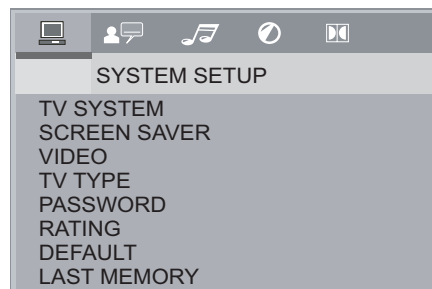 SYSTEM SETUP
TV SYSTEM
SCREEN SAVER
VIDEO
TV TYPE
PASSWORD
RATING
DEFAULT
LAST MEMORY